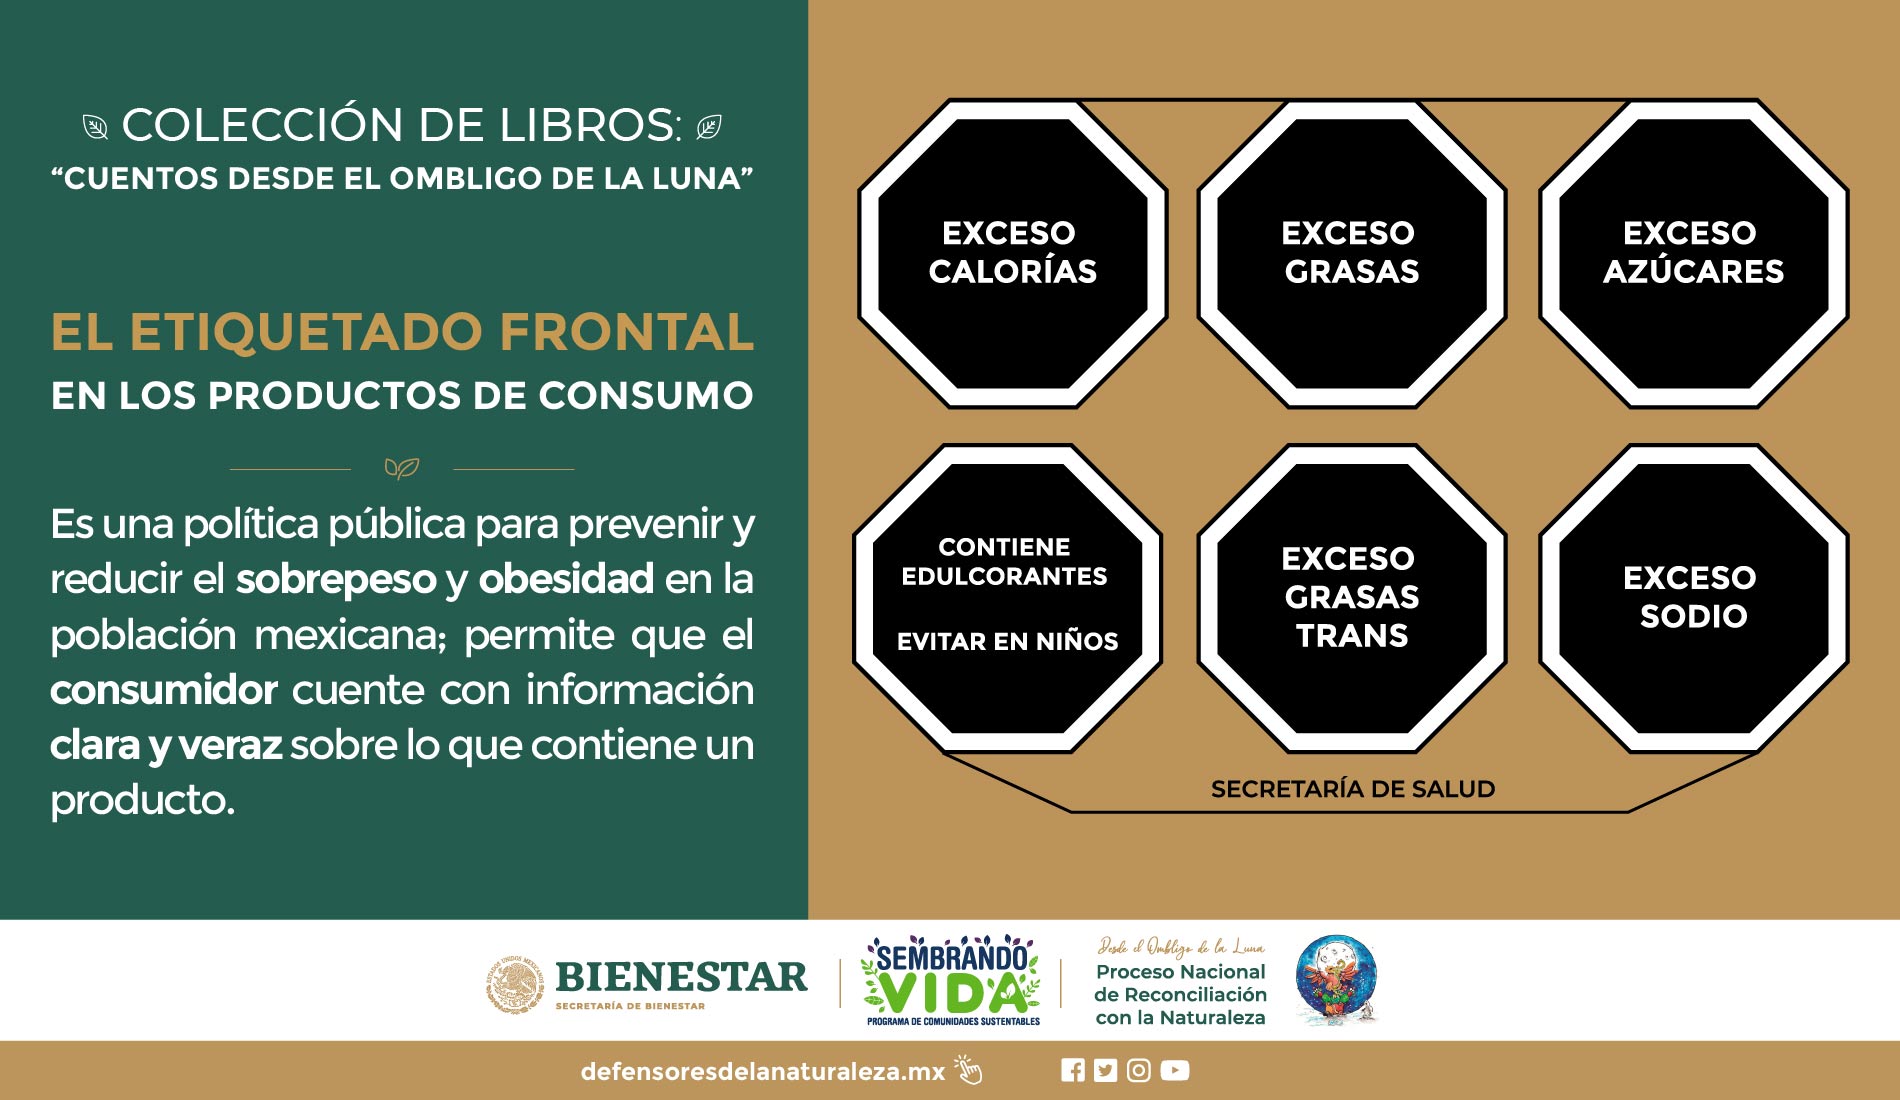 COLECCIÓN DE LIBROS:
“CUENTOS DESDE EL OMBLIGO DE LA LUNA”
EL ETIQUETADO FRONTAL
EN LOS PRODUCTOS DE CONSUMO
Es una política pública para prevenir y
reducir el sobrepeso y obesidad en la
población mexicana; permite que el
consumidor cuente con información
clara y veraz sobre lo que contiene un
producto.
EXCESO
CALORÍAS
EXCESO
GRASAS
EXCESO
AZÚCARES
CONTIENE
EDULCORANTES
EVITAR EN NIÑOS
EXCESO
GRASAS
TRANS
EXCESO
SODIO
SECRETARÍA DE SALUD
ESTADOS UNIDOS MEXICANOS
BIENESTAR
SECRETARÍA DE BIENESTAR
SEMBRANDO
VIDA
PROGRAMA DE COMUNIDADES SUSTENTABLES
Desde el Ombligo de la Luna
Proceso Nacional
de Reconciliación
con la Naturaleza
defensoresdelanaturaleza.mx